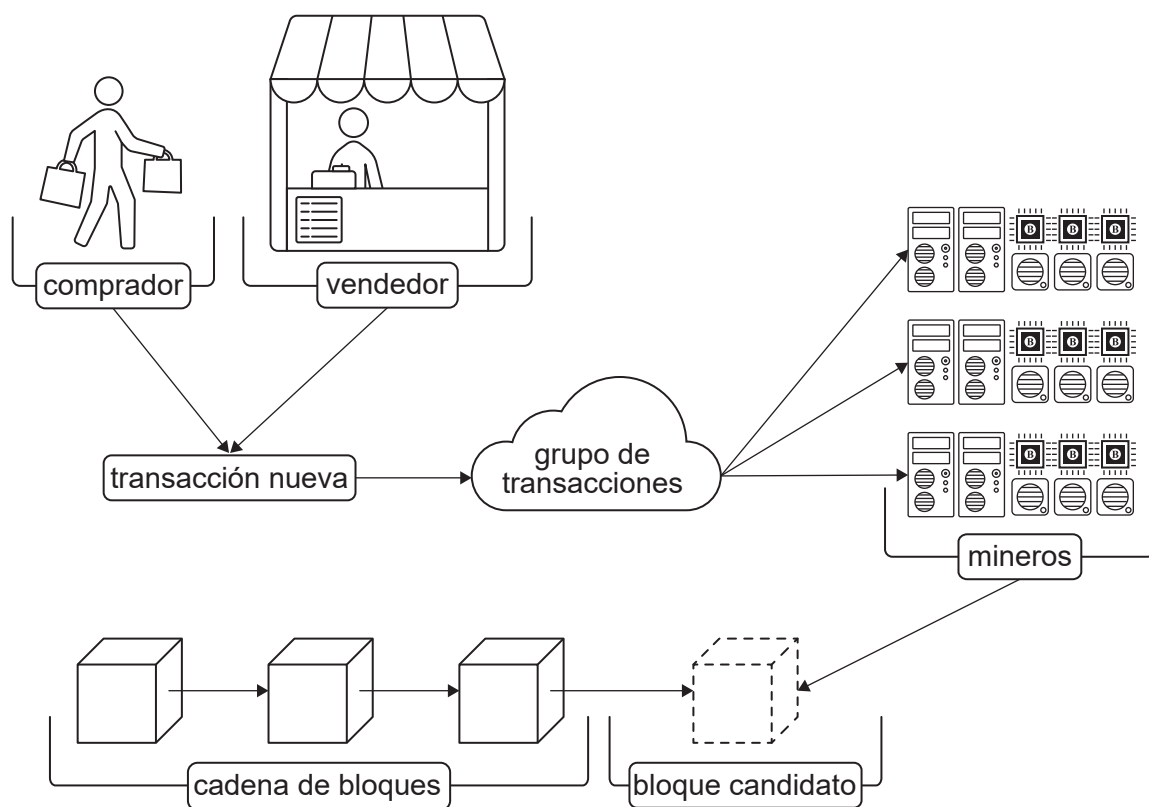 comprador
vendedor
B B B
B B B
transacción nueva
grupo de
transacciones
B B B
mineros
cadena de bloques
bloque candidato